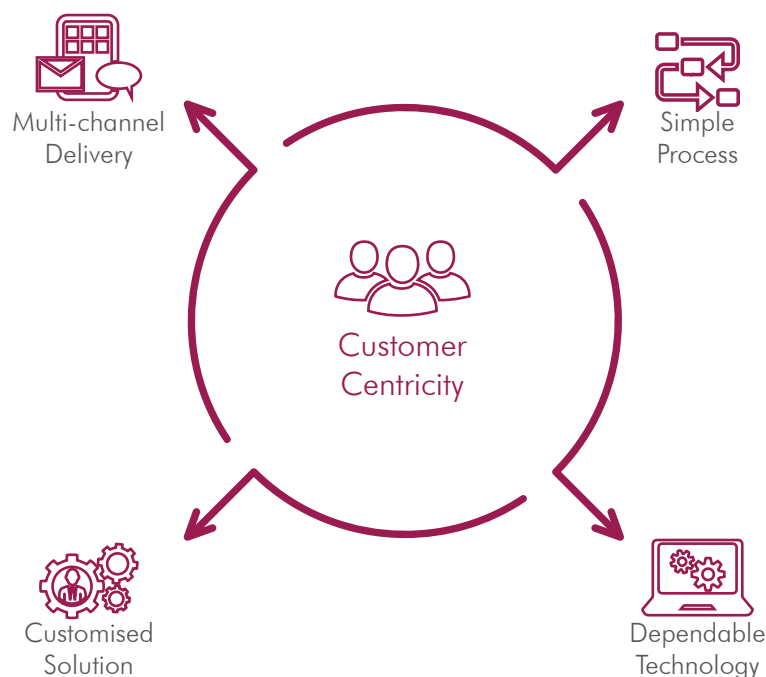 Multi-channel
Delivery
Simple
Process
Customer
Centricity
Customised
Solution
Dependable
Technology